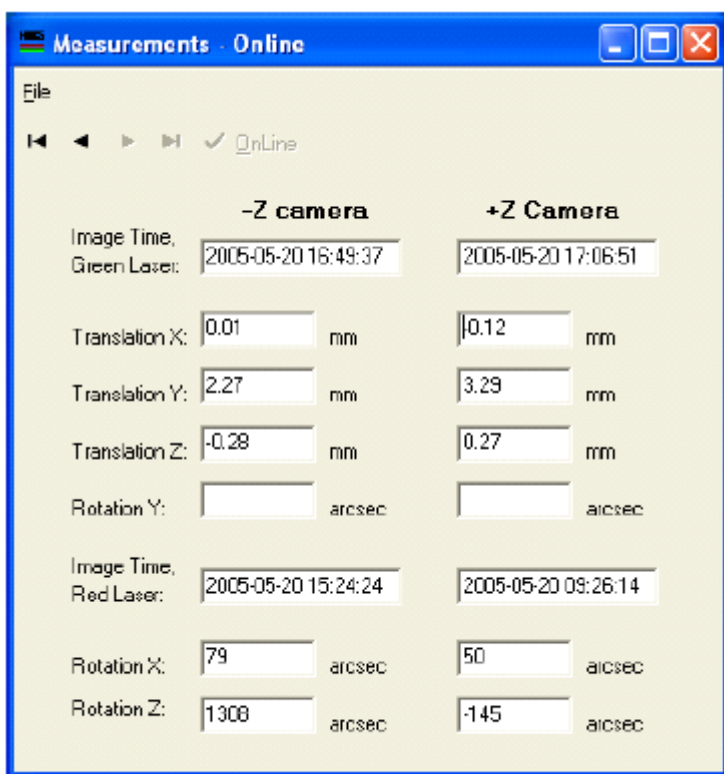 Measurements - Online
File
OnLine
-Z camera +Z Camera
Image Time,
Green Laser: 2005-05-20 16:49:37 2005-05-20 17:06:51
Translation X: 0.01 mm -0.12 mm
Translation Y: 2.27 mm 3.29 mm
Translation Z: -0.28 mm 0.27 mm
Rotation Y: arcsec arcsec
Image Time,
Red Laser: 2005-05-20 15:24:24 2005-05-20 09:26:14
Rotation X: 79 arcsec 50 arcsec
Rotation Z: 1308 arcsec -145 arcsec